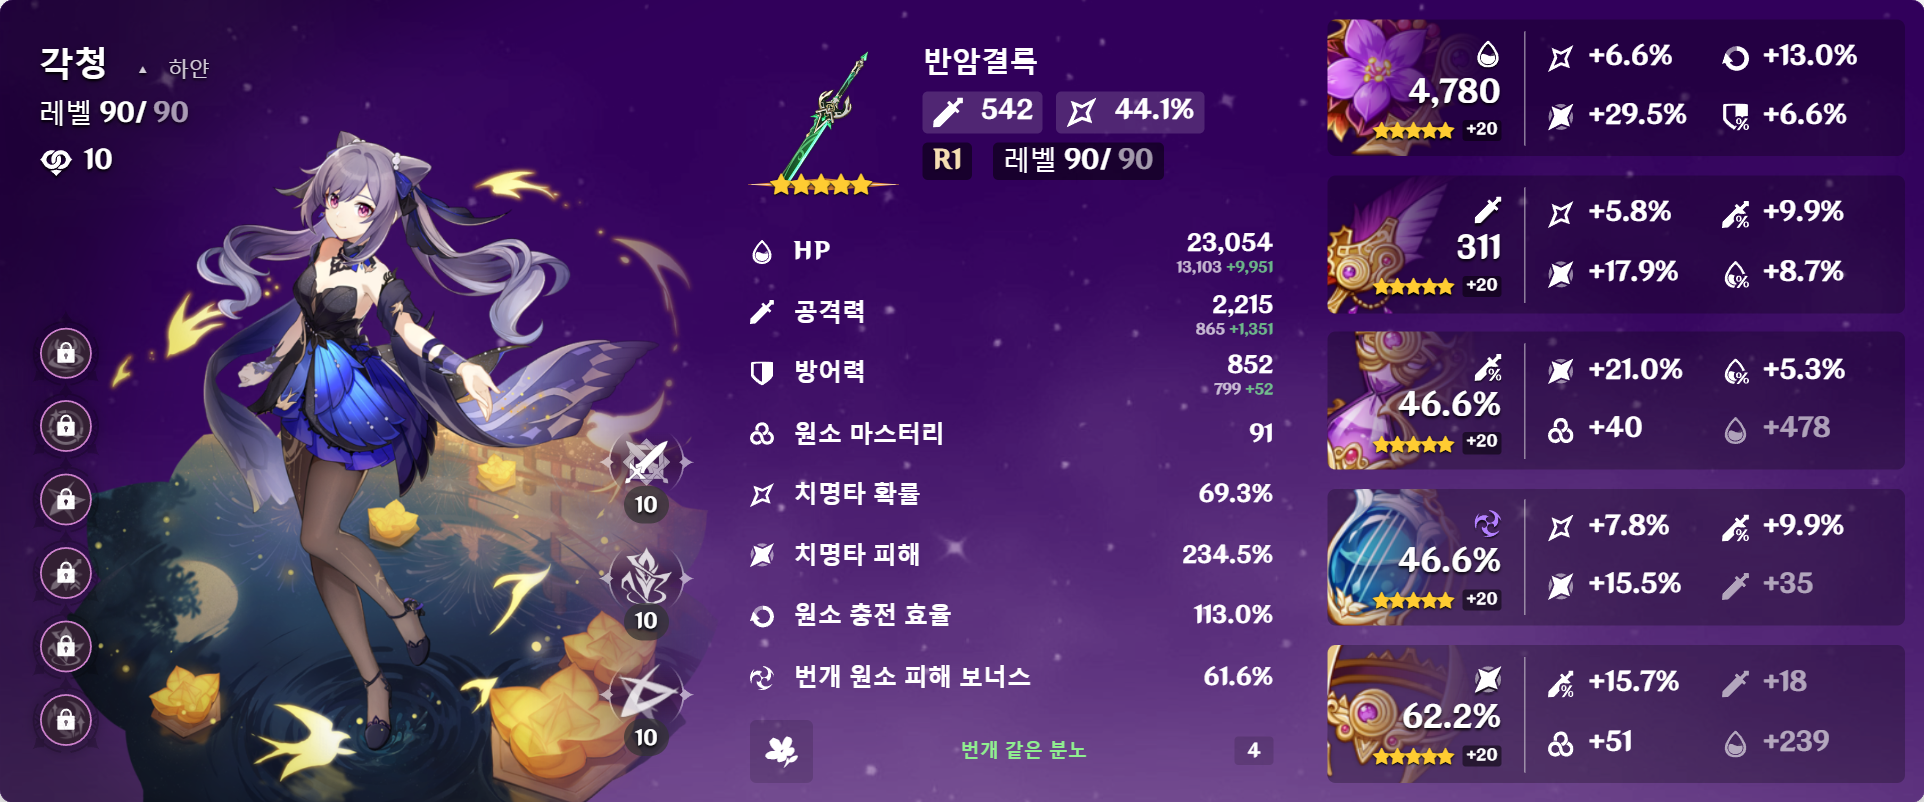 각청 ▲ 하얀
레벨 90/ 90
10
10
10
10
반암결록
542 44.1%
R1 레벨 90/ 90
HP 23,054
13,103 +9,951
공격력 2,215
865 +1,351
방어력 852
799 +52
원소 마스터리 91
치명타 확률 69.3%
치명타 피해 234.5%
원소 충전 효율 113.0%
번개 원소 피해 보너스 61.6%
번개 같은 분노 4
4,780
+20
+6.6% +13.0%
+29.5% +6.6%
311
+20
+5.8% +9.9%
+17.9% +8.7%
46.6%
+20
+21.0% +5.3%
+40 +478
46.6%
+20
+7.8% +9.9%
+15.5% +35
62.2%
+20
+15.7% +18
+51 +239